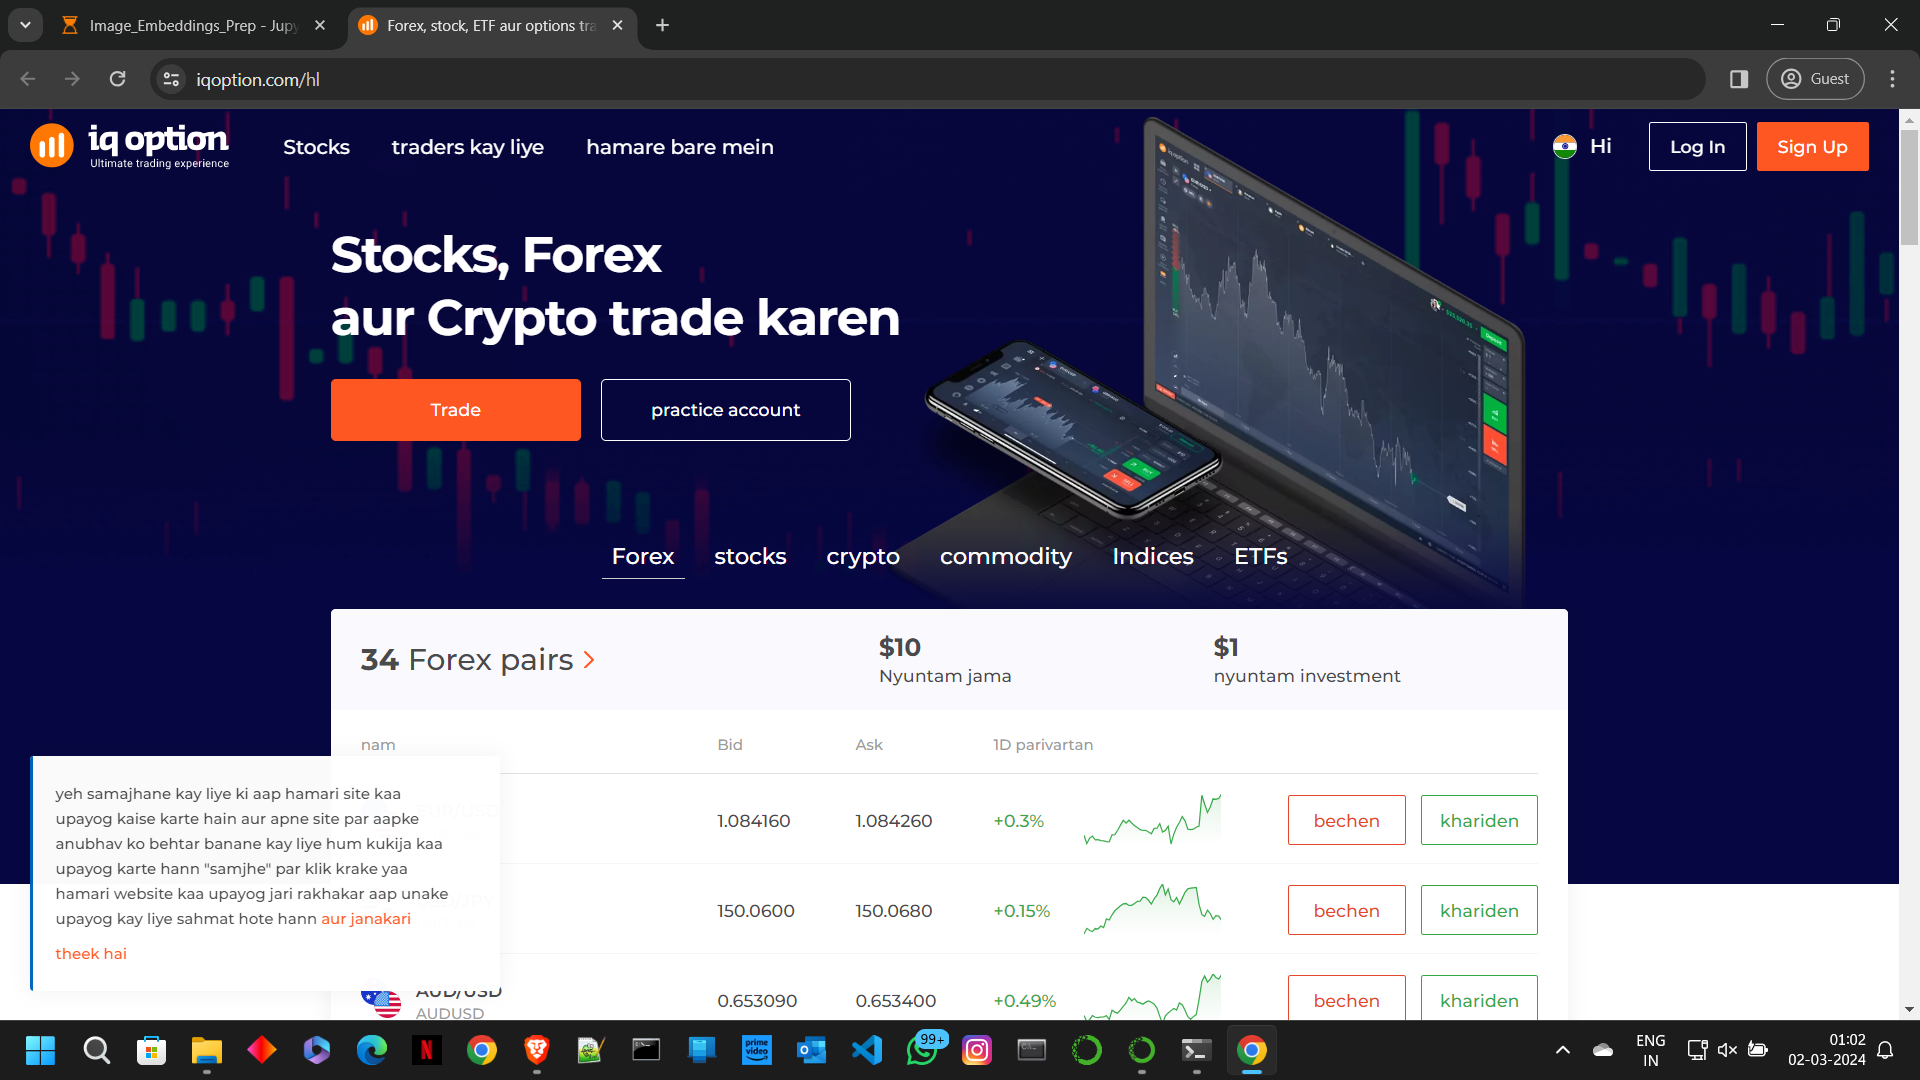 Image_Embeddings_Prep - Jupy
Forex, stock, ETF aur options tra
iqoption.com/hl
Guest
iq option
Ultimate trading experience
Stocks
traders kay liye
hamare bare mein
Hi
Log In
Sign Up
Stocks, Forex
aur Crypto trade karen
Trade
practice account
Forex
stocks
crypto
commodity
Indices
ETFs
34 Forex pairs
$10
Nyuntam jama
$1
nyuntam investment
nam
Bid
Ask
1D parivartan
EUR/USD
1.084160
1.084260
+0.3%
bechen
khariden
150.0600
150.0680
+0.15%
bechen
khariden
AUD/USD
AUDUSD
0.653090
0.653400
+0.49%
bechen
khariden
yeh samajhane kay liye ki aap hamari site kaa
upayog kaise karte hain aur apne site par aapke
anubhav ko behtar banane kay liye hum kukija kaa
upayog karte hann "samjhe" par klik krake yaa
hamari website kaa upayog jari rakhakar aap unake
upayog kay liye sahmat hote hann aur janakari
theek hai
prime
video
99+
ENG
IN
01:02
02-03-2024